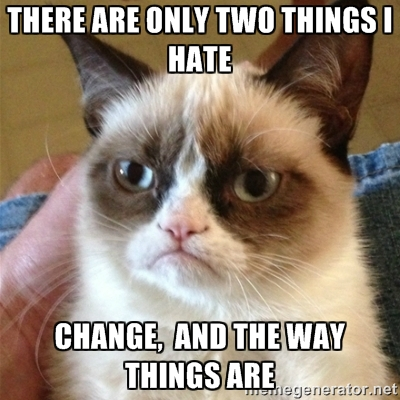 THERE ARE ONLY TWO THINGS I
HATE
CHANGE, AND THE WAY
THINGS ARE
memegenerator.net